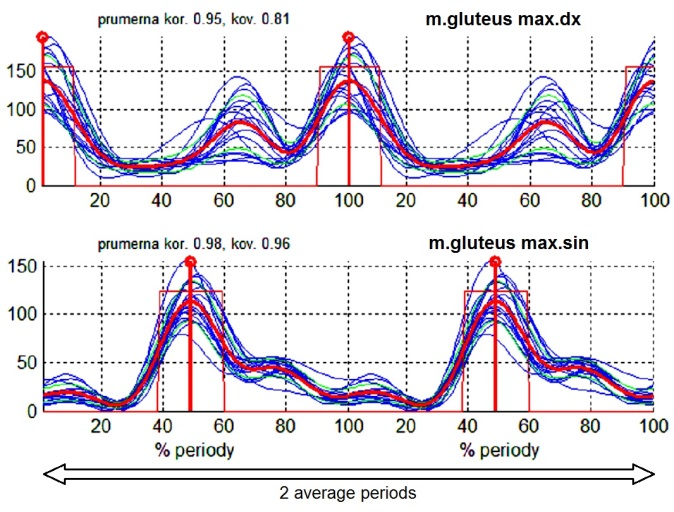 prumerna kor. 0.95, kov. 0.81 m.gluteus max.dx
150
100
50
0
20 40 60 80 100 20 40 60 80 100
prumerna kor. 0.98, kov. 0.96 m.gluteus max.sin
150
100
50
0
20 40 60 80 100 20 40 60 80 100
% periody % periody
2 average periods